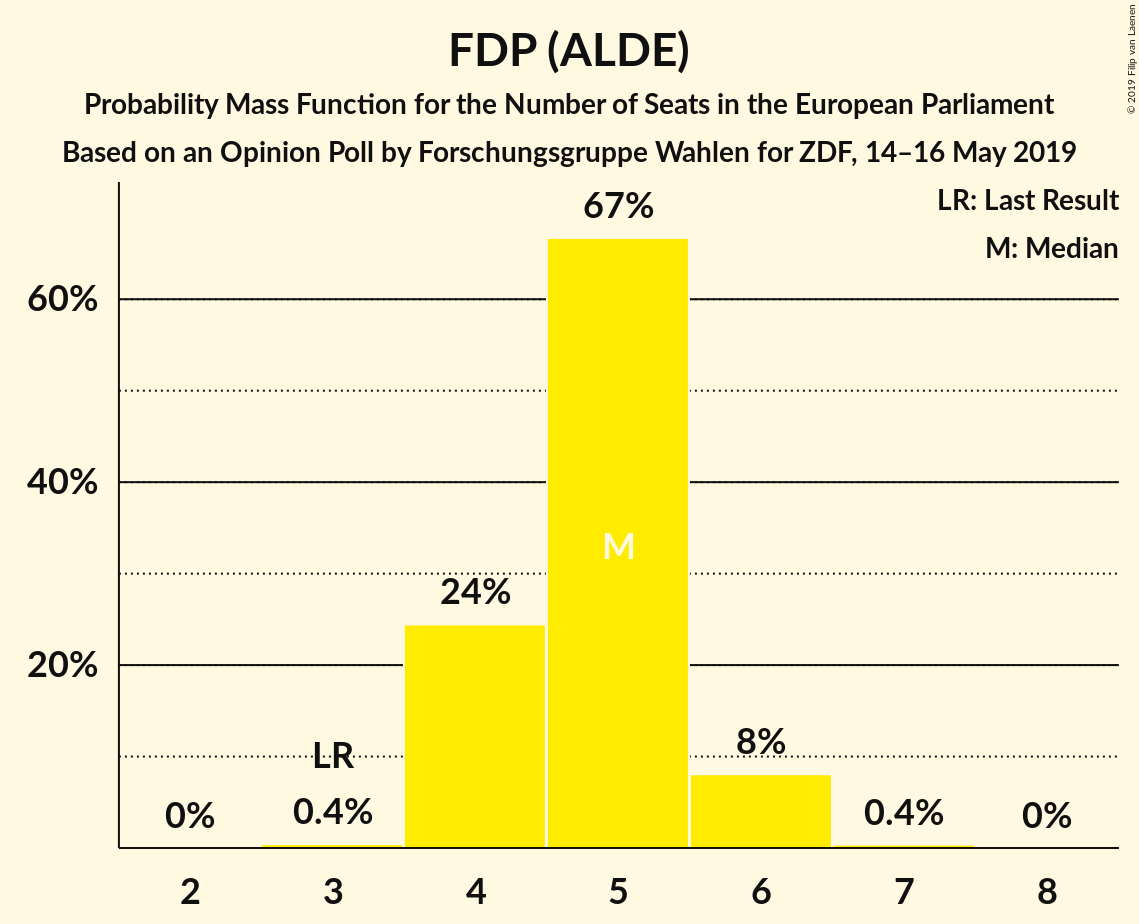 FDP (ALDE)
Probability Mass Function for the Number of Seats in the European Parliament
Based on an Opinion Poll by Forschungsgruppe Wahlen for ZDF, 14–16 May 2019
© 2019 Filip van Laenen
LR: Last Result
M: Median
67%
60%
40%
M
24%
20%
LR
8%
0%
0.4%
0.4%
0%
2 3 4 5 6 7 8